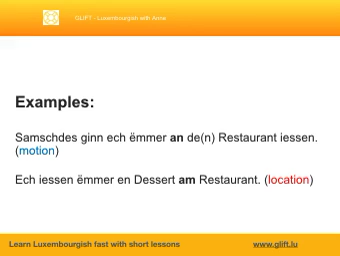 GLIFT - Luxembourgish with Anne
Examples:
Samschdes ginn ech ëmmer an de(n) Restaurant iessen.
(motion)
Ech iessen ëmmer en Dessert am Restaurant. (location)
Learn Luxembourgish fast with short lessons www.glift.lu